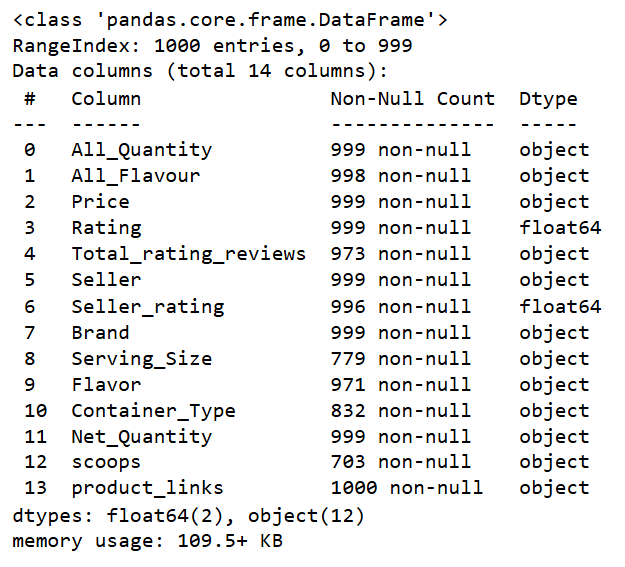 <class 'pandas.core.frame.DataFrame'>
RangeIndex: 1000 entries, 0 to 999
Data columns (total 14 columns):
 #   Column                Non-Null Count  Dtype
---  ------                --------------  -----
 0   All_Quantity          999 non-null    object
 1   All_Flavour           998 non-null    object
 2   Price                 999 non-null    object
 3   Rating                999 non-null    float64
 4   Total_rating_reviews  973 non-null    object
 5   Seller                999 non-null    object
 6   Seller_rating         996 non-null    float64
 7   Brand                 999 non-null    object
 8   Serving_Size          779 non-null    object
 9   Flavor                971 non-null    object
 10  Container_Type        832 non-null    object
 11  Net_Quantity          999 non-null    object
 12  scoops                703 non-null    object
 13  product_links         1000 non-null   object
dtypes: float64(2), object(12)
memory usage: 109.5+ KB